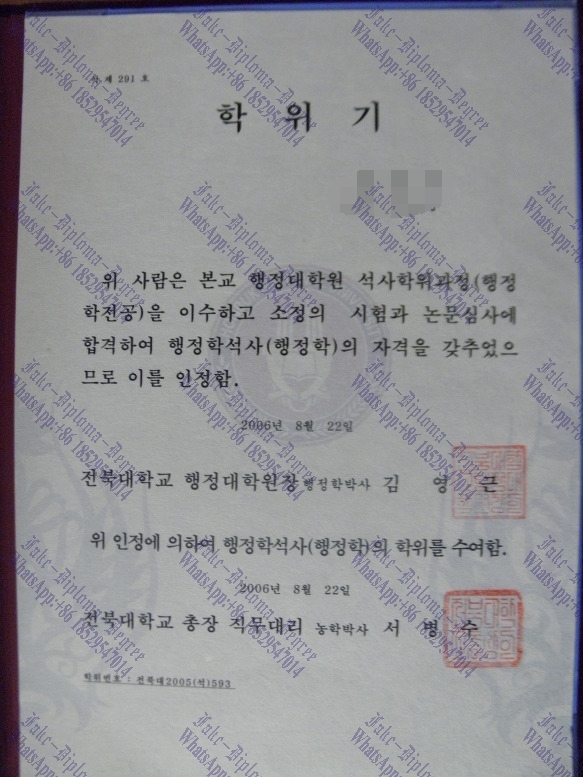 제 291 호
학 위 기
위 사람은 본교 행정대학원 석사학위과정(행정
학전공)을 이수하고 소정의 시험과 논문심사에
합격하여 행정학석사(행정학)의 자격을 갖추었으
므로 이를 인정함.
2006년 8월 22일
전북대학교 행정대학원장 행정학박사 김 영 근
위 인정에 의하여 행정학석사(행정학)의 학위를 수여함.
2006년 8월 22일
전북대학교 총장 직무대리 농학박사 서 병 수
학위번호 : 전북대2005(석)593
Fake-Diploma-Degree
WhatsApp:+86 18529547014